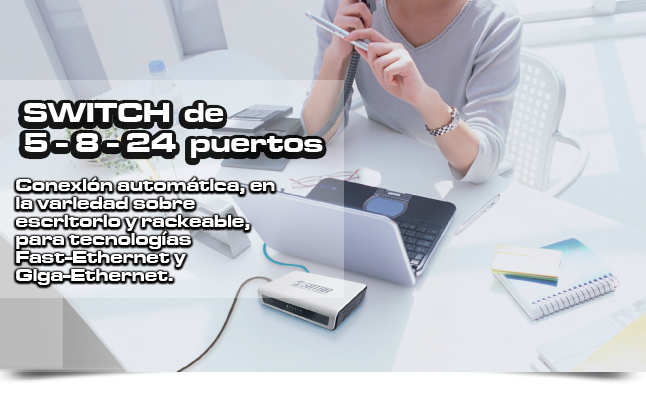 SWITCH de
5 - 8 - 24 puertos
Conexión automática, en
la variedad sobre
escritorio y rackeable,
para tecnologías
Fast-Ethernet y
Giga-Ethernet.